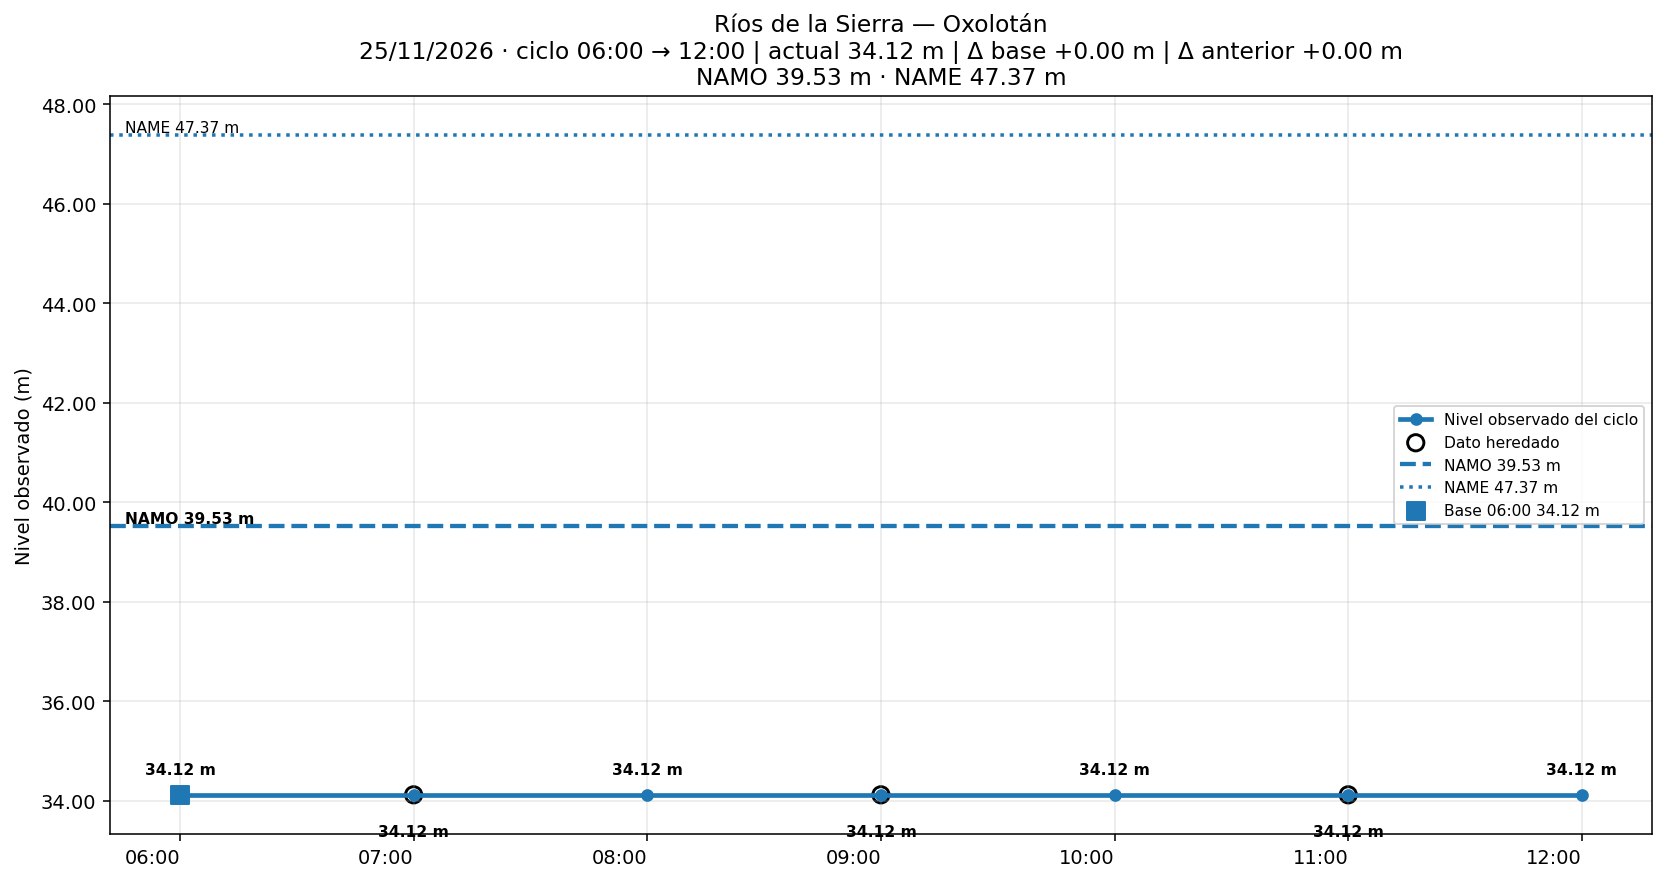 Ríos de la Sierra — Oxolotán
25/11/2026 · ciclo 06:00 → 12:00 | actual 34.12 m | Δ base +0.00 m | Δ anterior +0.00 m
NAMO 39.53 m · NAME 47.37 m
Nivel observado (m)
48.00
46.00
44.00
42.00
40.00
38.00
36.00
34.00
NAME 47.37 m
NAMO 39.53 m
Nivel observado del ciclo
Dato heredado
NAMO 39.53 m
NAME 47.37 m
Base 06:00 34.12 m
34.12 m
34.12 m
34.12 m
34.12 m
34.12 m
34.12 m
34.12 m
06:00
07:00
08:00
09:00
10:00
11:00
12:00